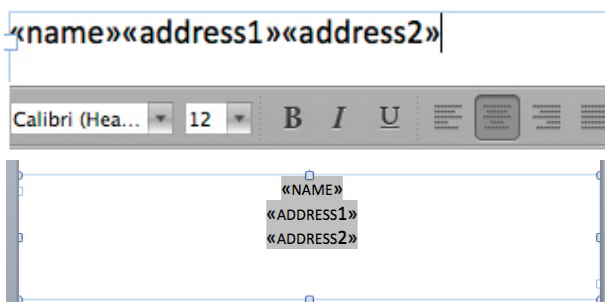 «name»«address1»«address2»
Calibri (Hea... 12 B I U
«NAME»
«ADDRESS1»
«ADDRESS2»